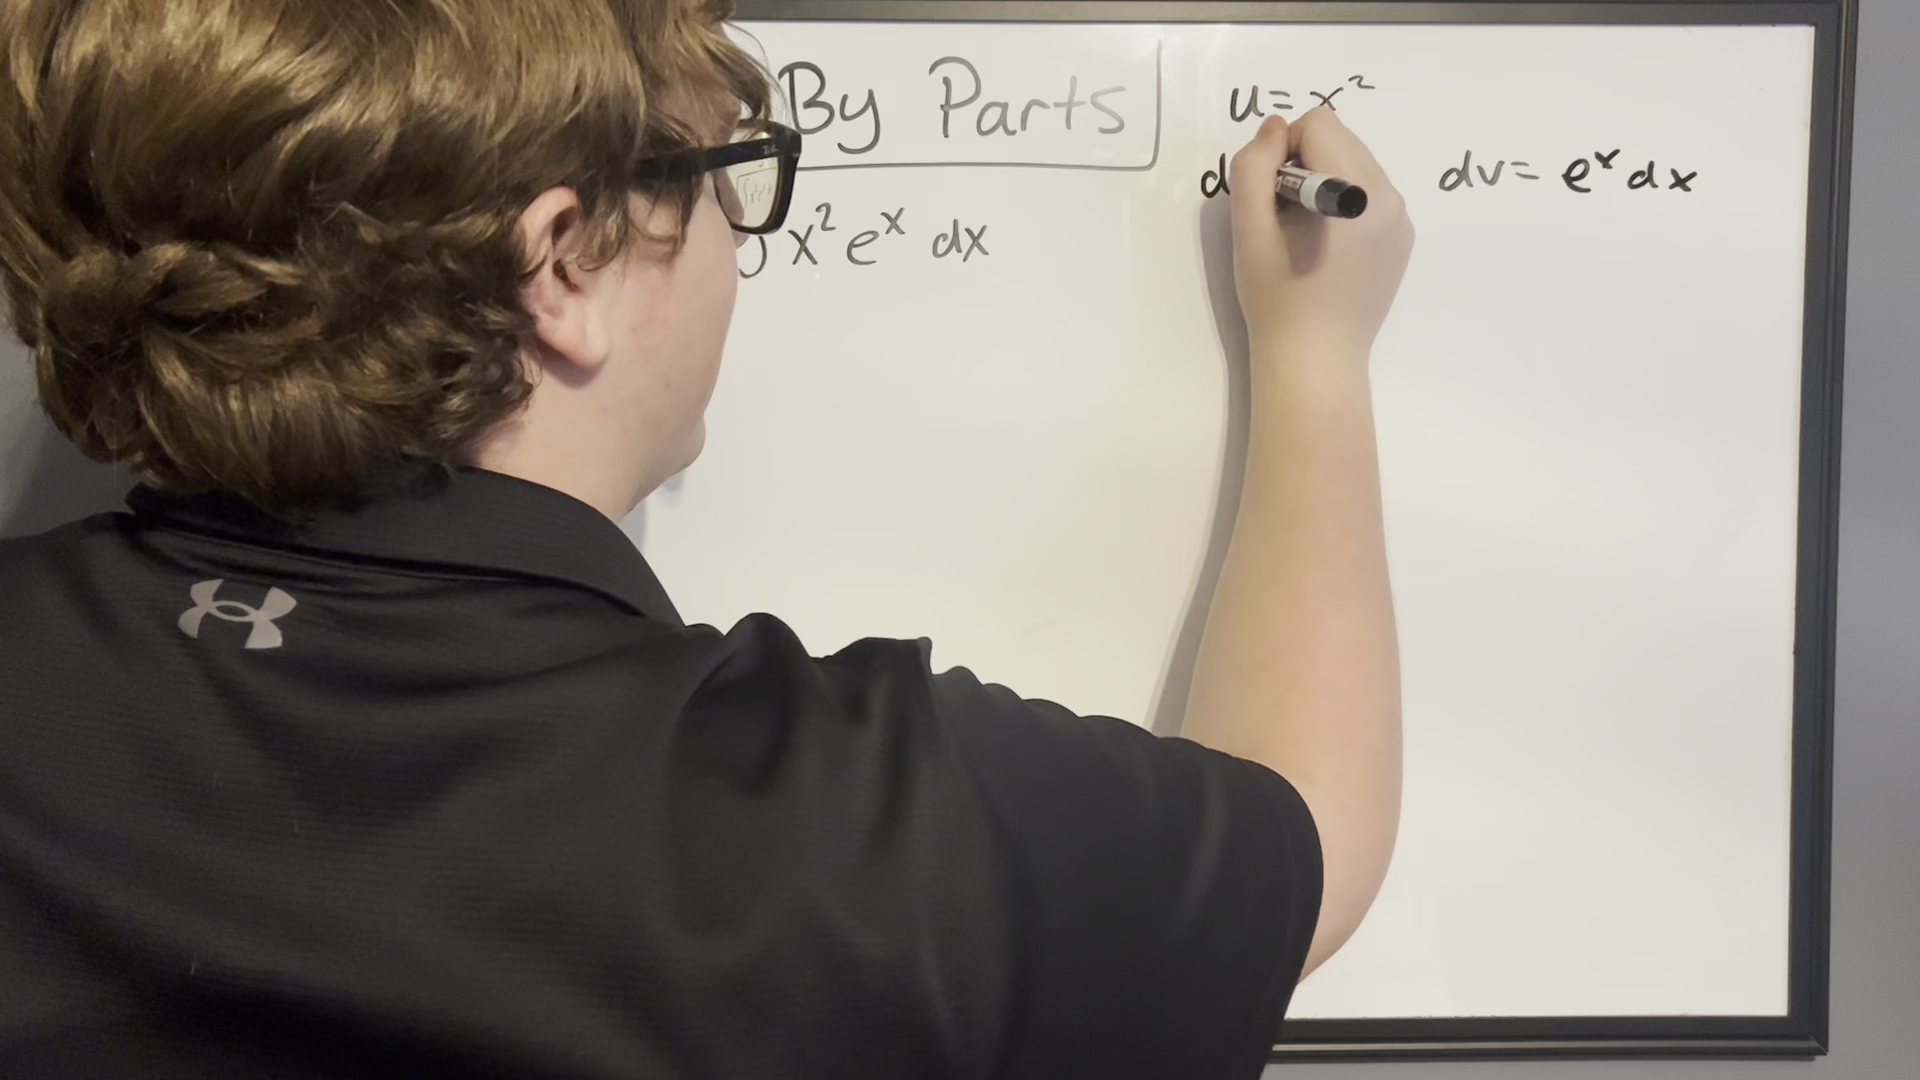 By Parts
u = x²
d
dv = eˣ dx
∫ x² eˣ dx